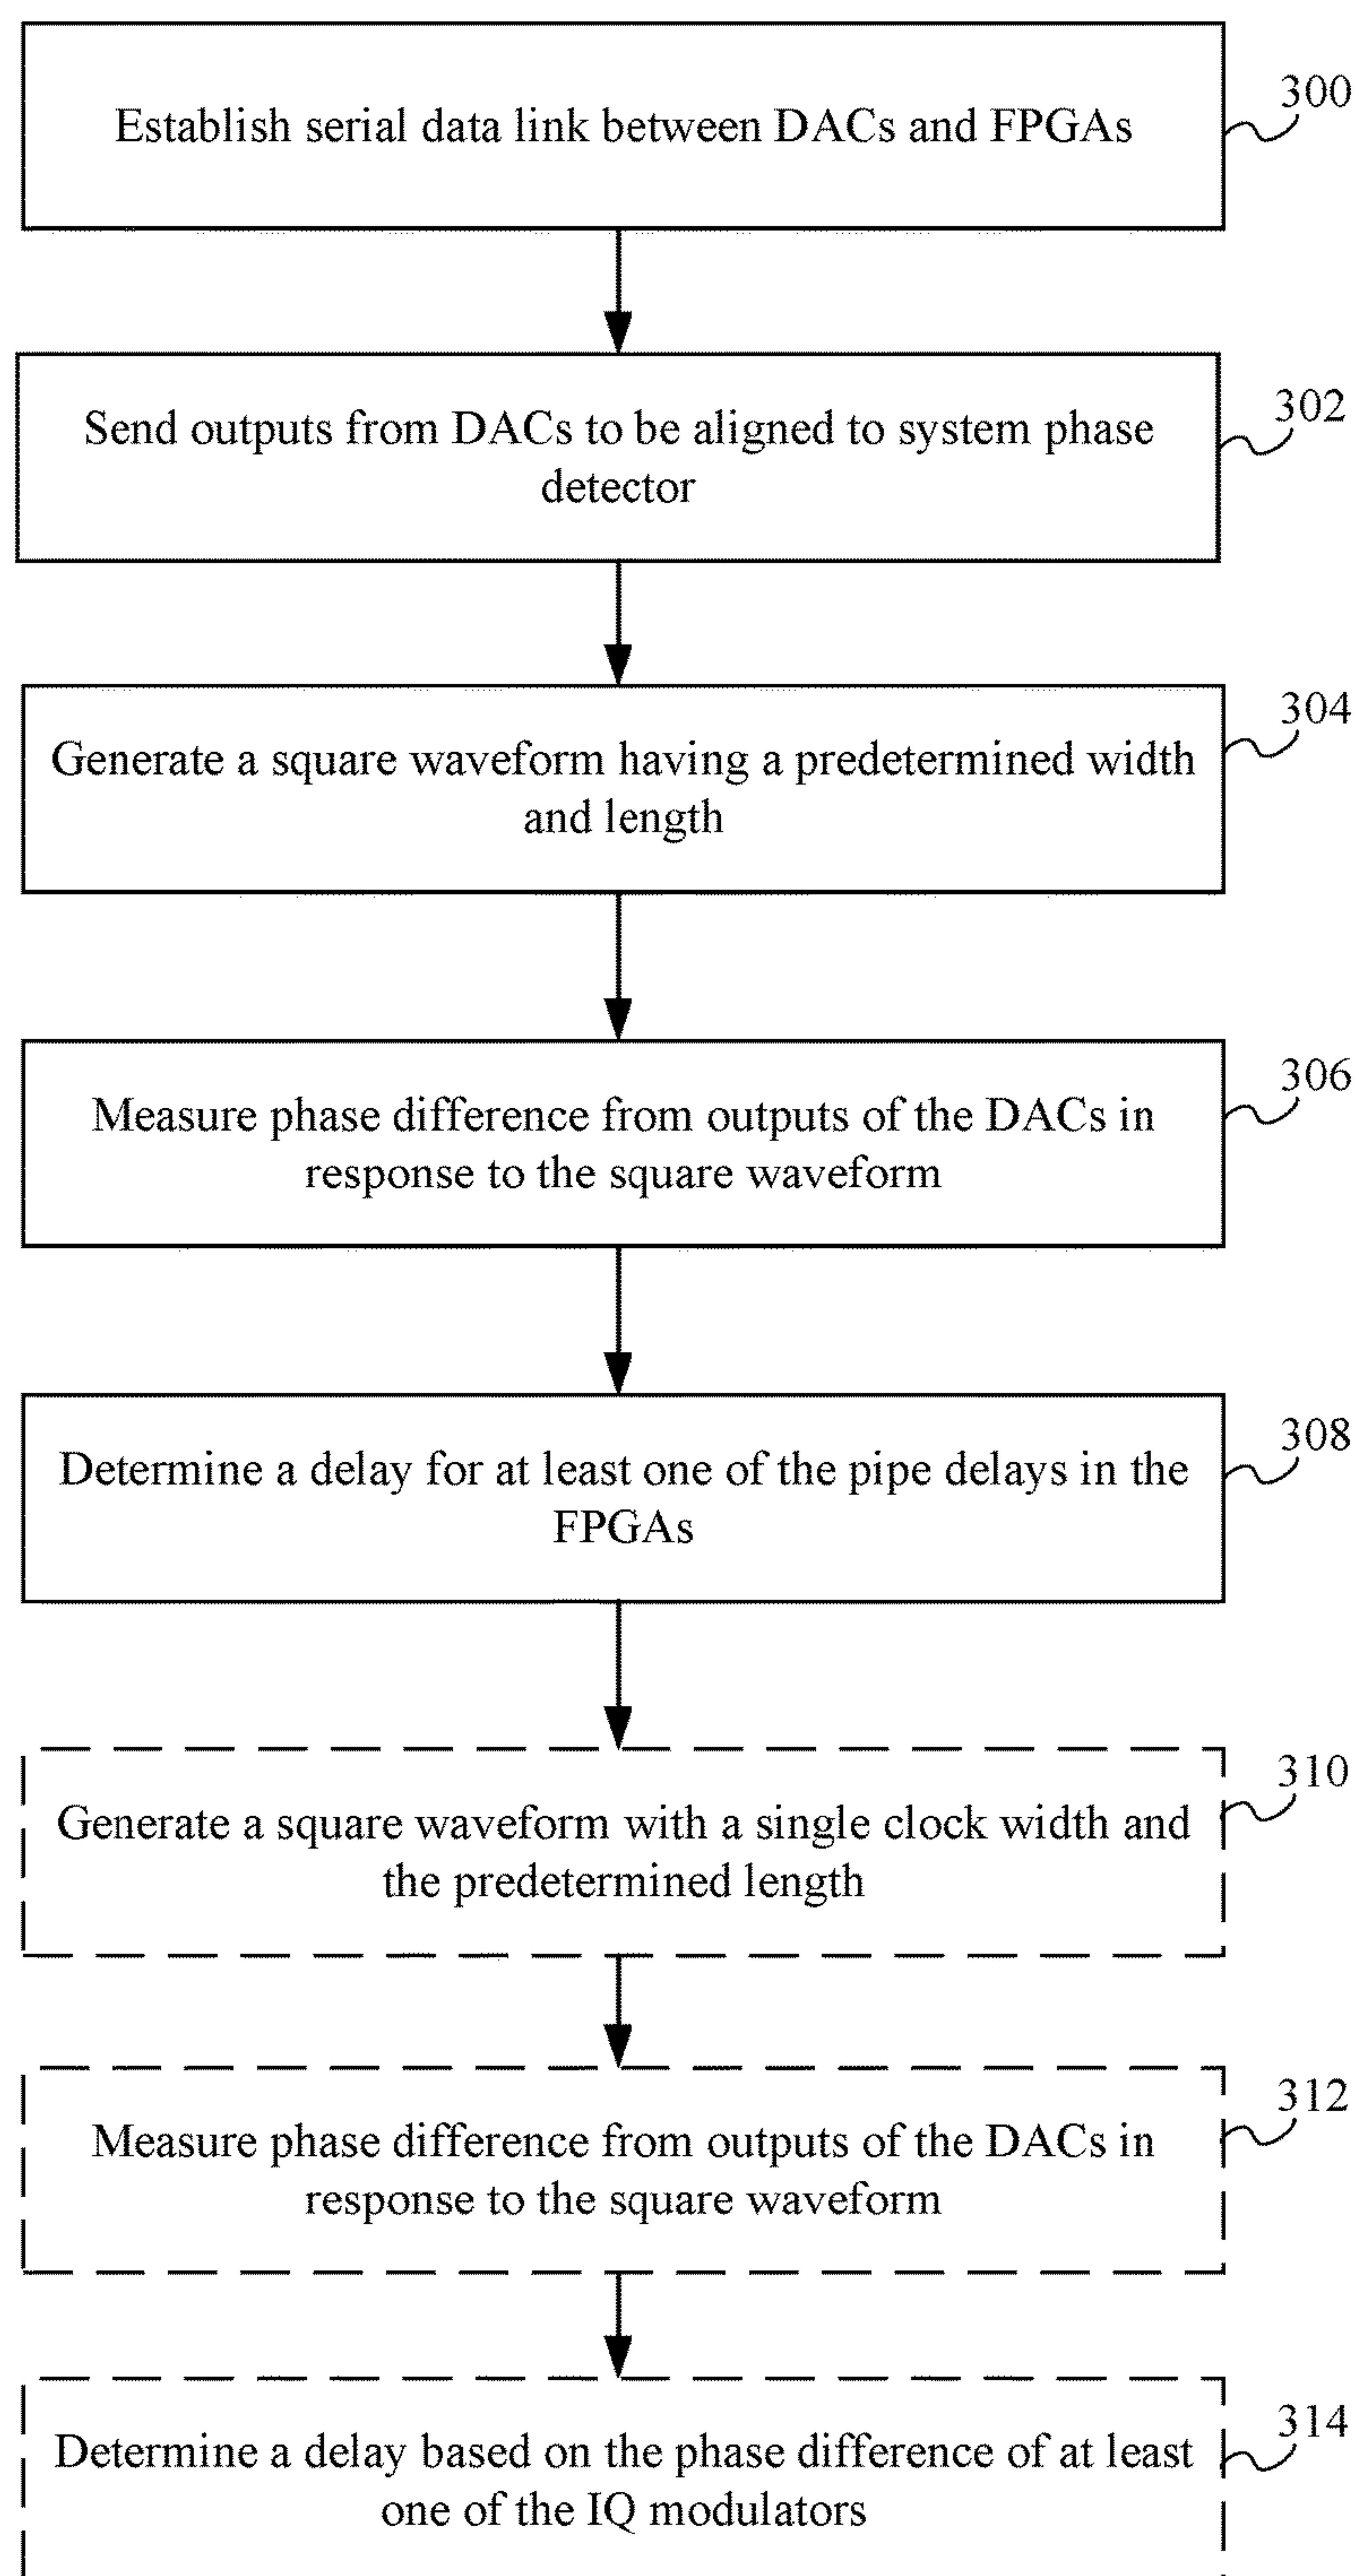 Establish serial data link between DACs and FPGAs
300
Send outputs from DACs to be aligned to system phase
detector
302
Generate a square waveform having a predetermined width
and length
304
Measure phase difference from outputs of the DACs in
response to the square waveform
306
Determine a delay for at least one of the pipe delays in the
FPGAs
308
Generate a square waveform with a single clock width and
the predetermined length
310
Measure phase difference from outputs of the DACs in
response to the square waveform
312
Determine a delay based on the phase difference of at least
one of the IQ modulators
314